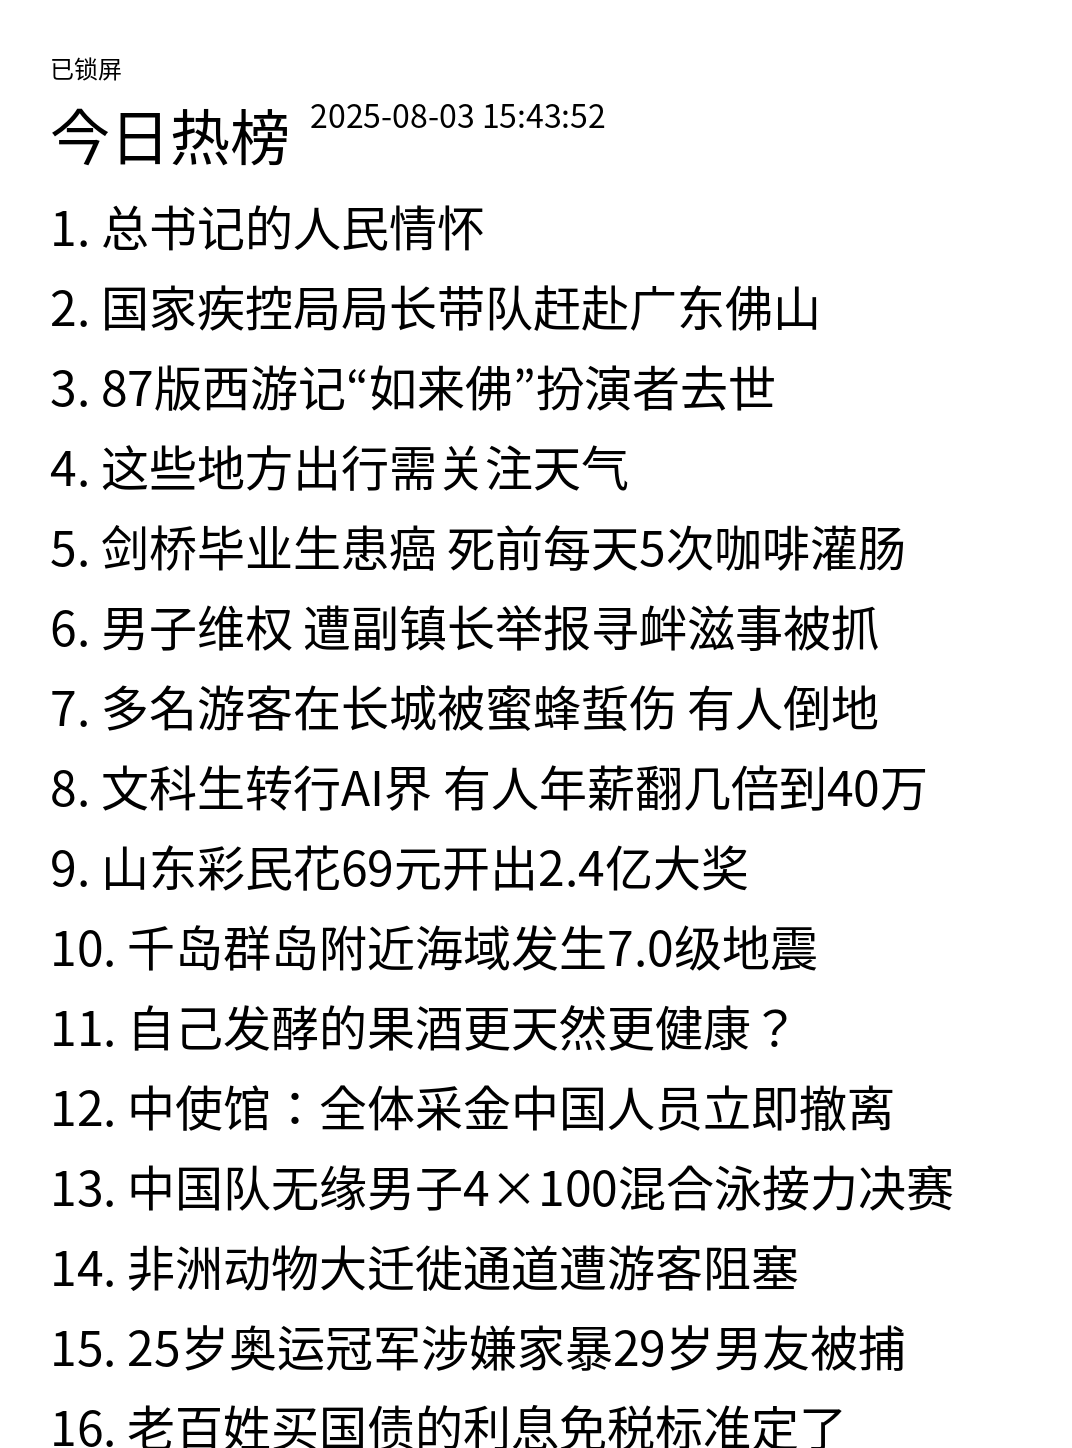 已锁屏
今日热榜 2025-08-03 15:43:52
1. 总书记的人民情怀
2. 国家疾控局局长带队赶赴广东佛山
3. 87版西游记“如来佛”扮演者去世
4. 这些地方出行需关注天气
5. 剑桥毕业生患癌 死前每天5次咖啡灌肠
6. 男子维权 遭副镇长举报寻衅滋事被抓
7. 多名游客在长城被蜜蜂蜇伤 有人倒地
8. 文科生转行AI界 有人年薪翻几倍到40万
9. 山东彩民花69元开出2.4亿大奖
10. 千岛群岛附近海域发生7.0级地震
11. 自己发酵的果酒更天然更健康？
12. 中使馆：全体采金中国人员立即撤离
13. 中国队无缘男子4×100混合泳接力决赛
14. 非洲动物大迁徙通道遭游客阻塞
15. 25岁奥运冠军涉嫌家暴29岁男友被捕
16. 老百姓买国债的利息免税标准定了